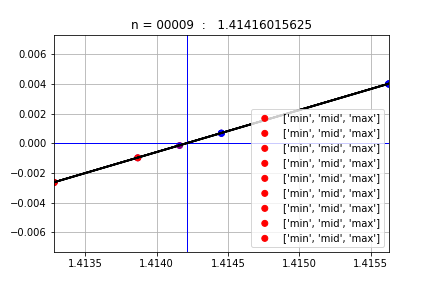 n = 00009 : 1.41416015625
0.006
0.004
0.002
0.000
−0.002
−0.004
−0.006
1.4135
1.4140
1.4145
1.4150
1.4155
['min', 'mid', 'max']
['min', 'mid', 'max']
['min', 'mid', 'max']
['min', 'mid', 'max']
['min', 'mid', 'max']
['min', 'mid', 'max']
['min', 'mid', 'max']
['min', 'mid', 'max']
['min', 'mid', 'max']